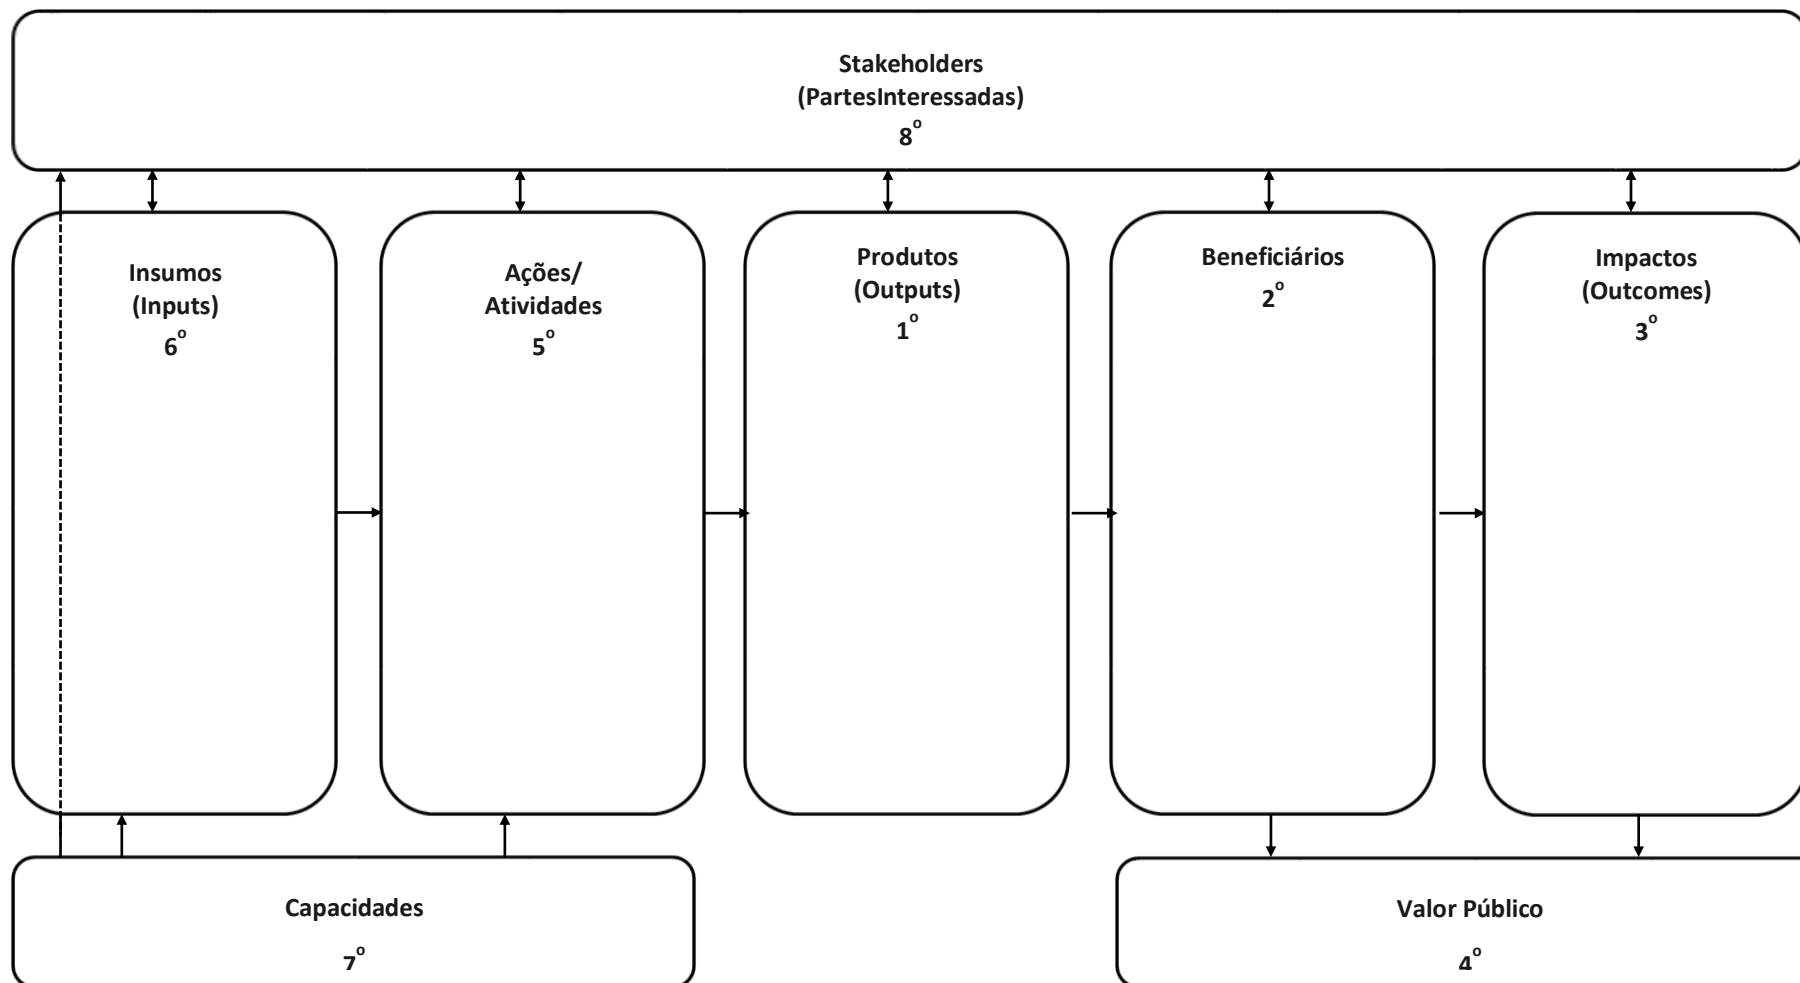 Stakeholders
(PartesInteressadas)
8º
Insumos
(Inputs)
6º
Ações/
Atividades
5º
Produtos
(Outputs)
1º
Beneficiários
2º
Impactos
(Outcomes)
3º
Capacidades
7º
Valor Público
4º